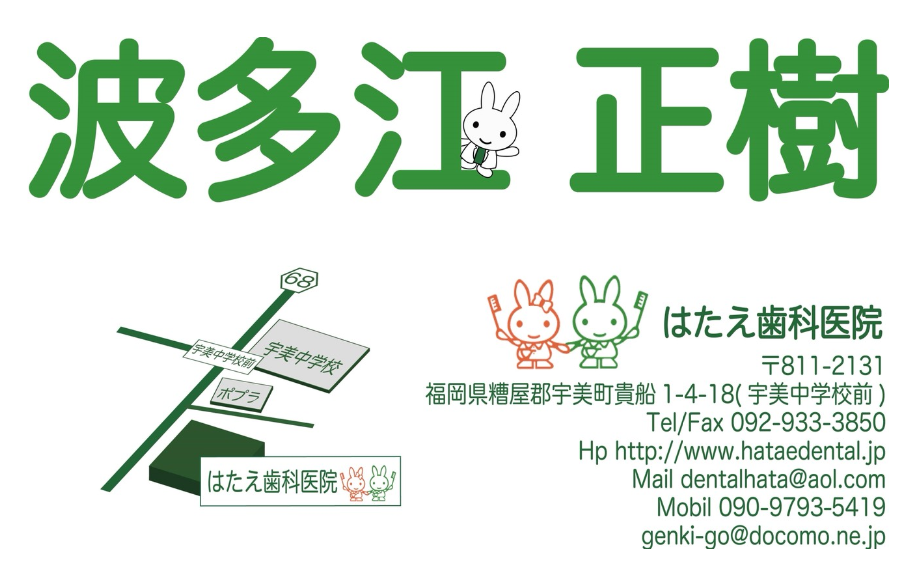 波多江 正樹
68
宇美中学校前
宇美中学校
ポプラ
はたえ歯科医院
はたえ歯科医院
〒811-2131
福岡県糟屋郡宇美町貴船 1-4-18( 宇美中学校前 )
Tel/Fax 092-933-3850
Hp http://www.hataedental.jp
Mail dentalhata@aol.com
Mobil 090-9793-5419
genki-go@docomo.ne.jp